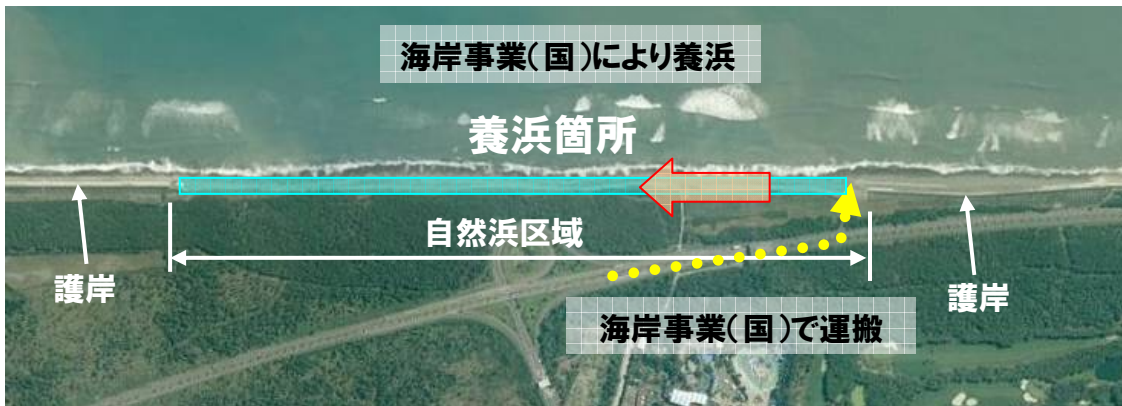 海岸事業(国)により養浜
養浜箇所
自然浜区域
護岸
護岸
海岸事業(国)で運搬